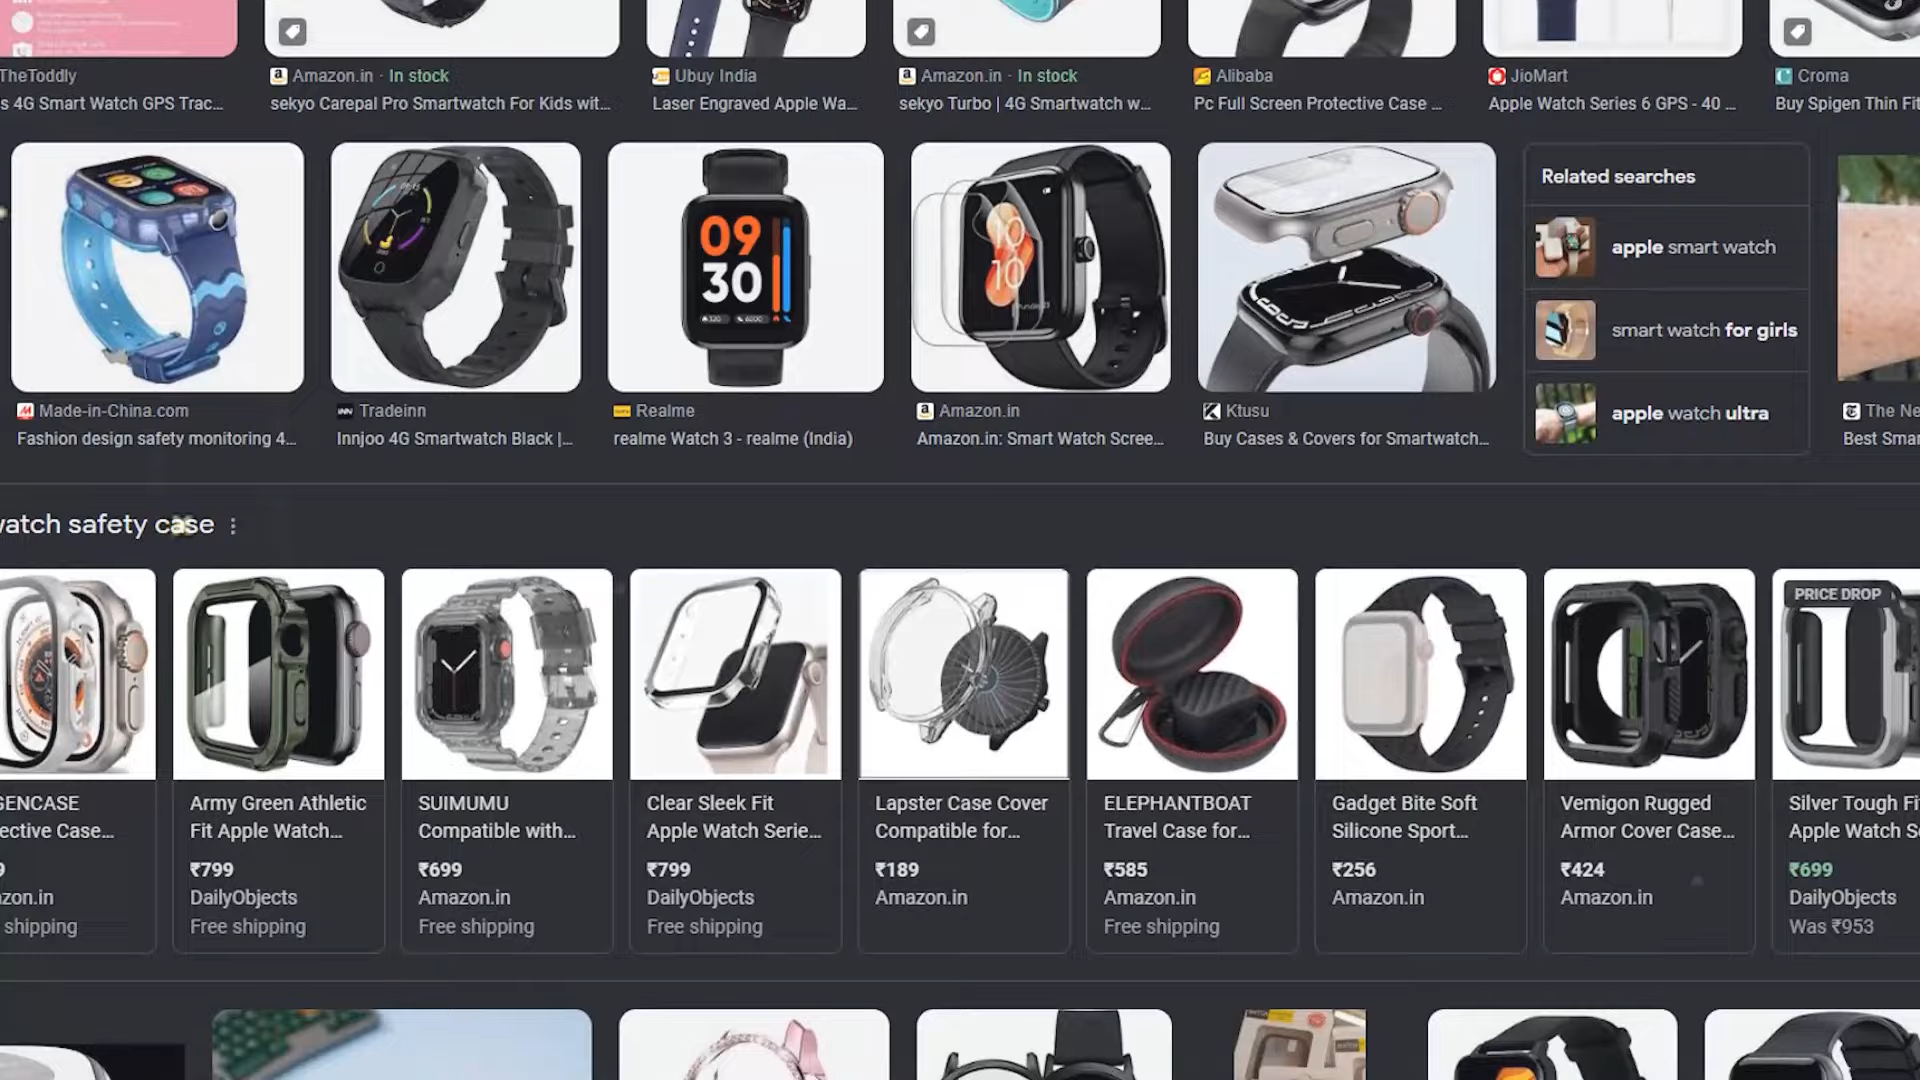 TheToddly
s 4G Smart Watch GPS Trac...
Amazon.in · In stock
sekyo Carepal Pro Smartwatch For Kids wit...
Ubuy India
Laser Engraved Apple Wa...
Amazon.in · In stock
sekyo Turbo | 4G Smartwatch w...
Alibaba
Pc Full Screen Protective Case ...
JioMart
Apple Watch Series 6 GPS - 40 ...
Croma
Buy Spigen Thin Fit
09
30
10
10
Made-in-China.com
Fashion design safety monitoring 4...
Tradeinn
Innjoo 4G Smartwatch Black |...
Realme
realme Watch 3 - realme (India)
Amazon.in
Amazon.in: Smart Watch Scree...
Ktusu
Buy Cases & Covers for Smartwatch...
Related searches
apple smart watch
smart watch for girls
apple watch ultra
The Ne
Best Smar
watch safety case
GENCASE
ective Case...
9
zon.in
shipping
Army Green Athletic
Fit Apple Watch...
₹799
DailyObjects
Free shipping
SUIMUMU
Compatible with...
₹699
Amazon.in
Free shipping
Clear Sleek Fit
Apple Watch Serie...
₹799
DailyObjects
Free shipping
Lapster Case Cover
Compatible for...
₹189
Amazon.in
ELEPHANTBOAT
Travel Case for...
₹585
Amazon.in
Free shipping
Gadget Bite Soft
Silicone Sport...
₹256
Amazon.in
Vemigon Rugged
Armor Cover Case...
₹424
Amazon.in
PRICE DROP
Silver Tough Fi
Apple Watch S
₹699
DailyObjects
Was ₹953